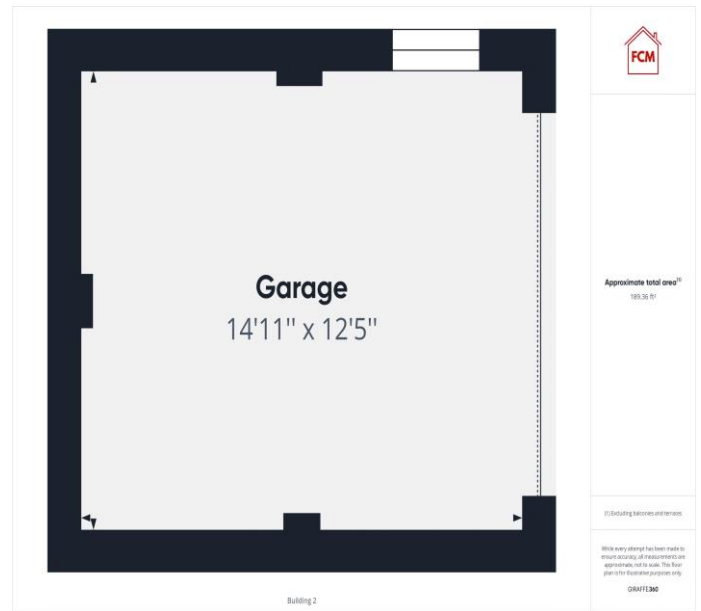 FCM
Garage
14'11" x 12'5"
Approximate total area(1)
189.36 ft²
(1) Excluding balconies and terraces
While every attempt has been made to
ensure accuracy, all measurements are
approximate, not to scale. This floor
plan is for illustrative purposes only.
GIRAFFE360
Building 2